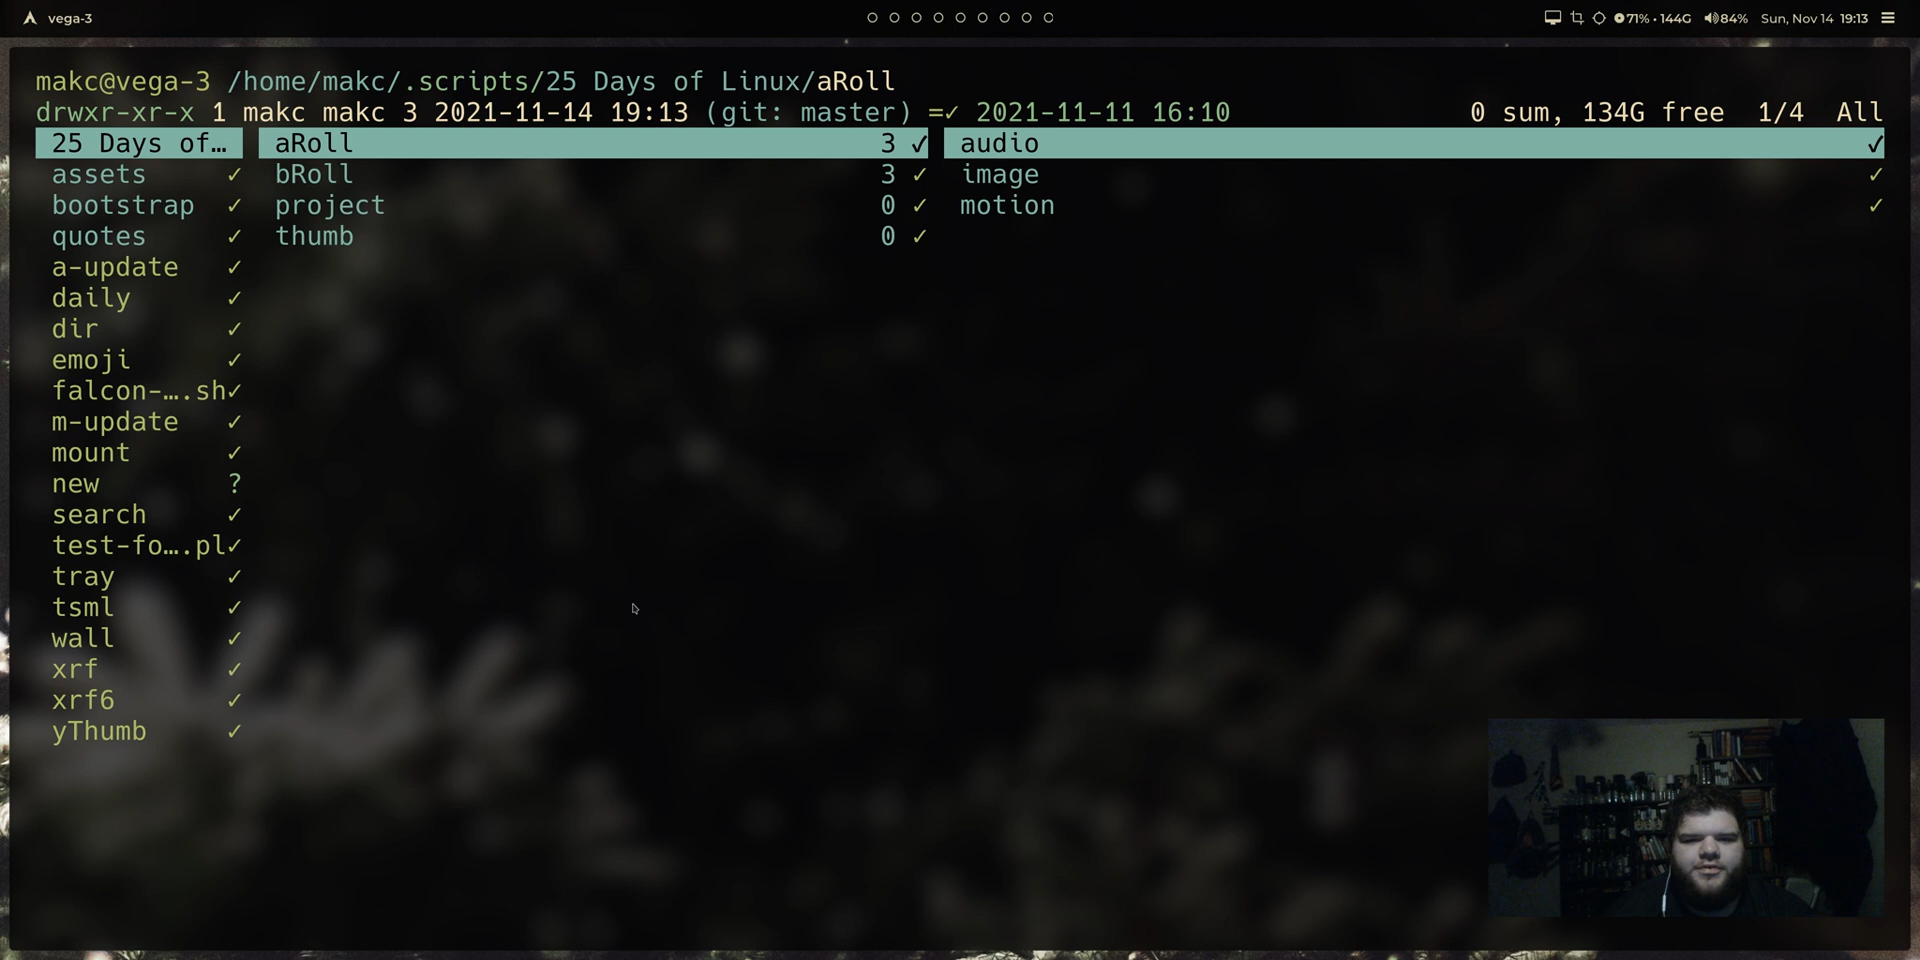 vega-3
71% · 144G 84% Sun, Nov 14 19:13
makc@vega-3 /home/makc/.scripts/25 Days of Linux/aRoll
drwxr-xr-x 1 makc makc 3 2021-11-14 19:13 (git: master) =✓ 2021-11-11 16:10 0 sum, 134G free 1/4 All
25 Days of… aRoll 3 ✓ audio ✓
assets ✓ bRoll 3 ✓ image ✓
bootstrap ✓ project 0 ✓ motion ✓
quotes ✓ thumb 0 ✓
a-update ✓
daily ✓
dir ✓
emoji ✓
falcon-….sh✓
m-update ✓
mount ✓
new ?
search ✓
test-fo….pl✓
tray ✓
tsml ✓
wall ✓
xrf ✓
xrf6 ✓
yThumb ✓